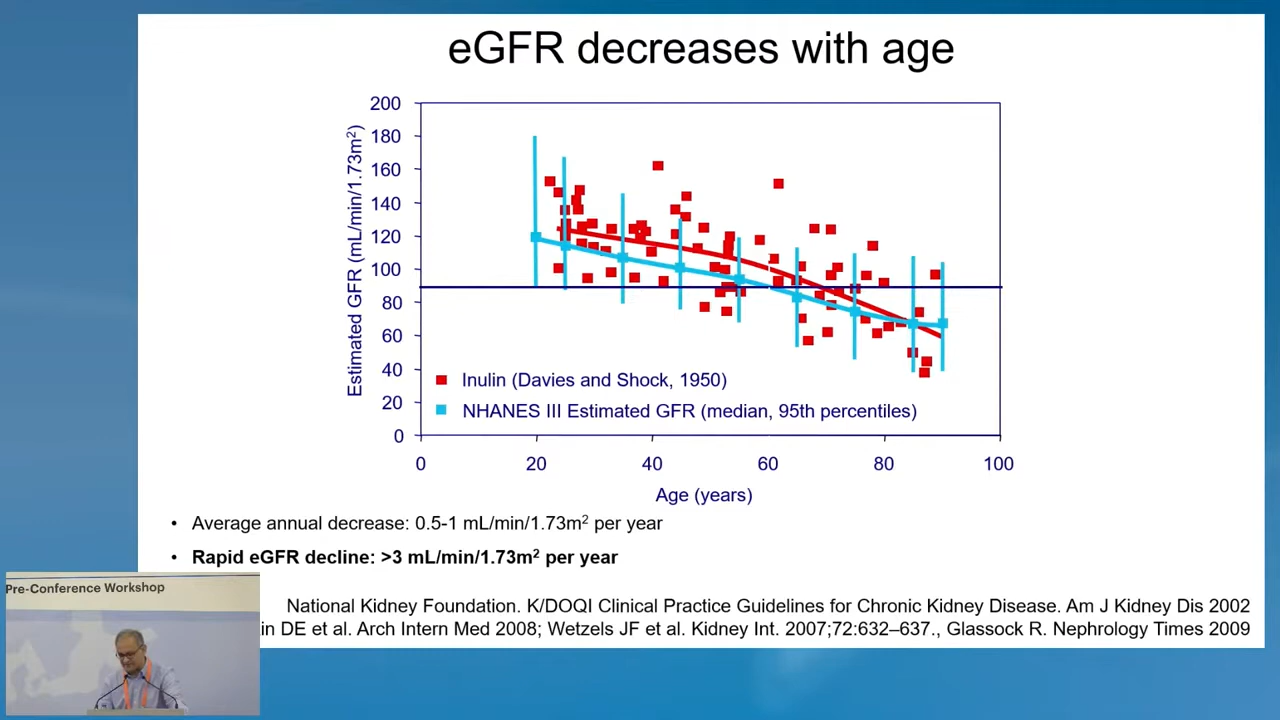 eGFR decreases with age
200
180
160
140
120
100
80
60
40
20
0
Estimated GFR (mL/min/1.73m²)
Inulin (Davies and Shock, 1950)
NHANES III Estimated GFR (median, 95th percentiles)
0 20 40 60 80 100
Age (years)
• Average annual decrease: 0.5-1 mL/min/1.73m² per year
• Rapid eGFR decline: >3 mL/min/1.73m² per year
Pre-Conference Workshop
National Kidney Foundation. K/DOQI Clinical Practice Guidelines for Chronic Kidney Disease. Am J Kidney Dis 2002
in DE et al. Arch Intern Med 2008; Wetzels JF et al. Kidney Int. 2007;72:632–637., Glassock R. Nephrology Times 2009